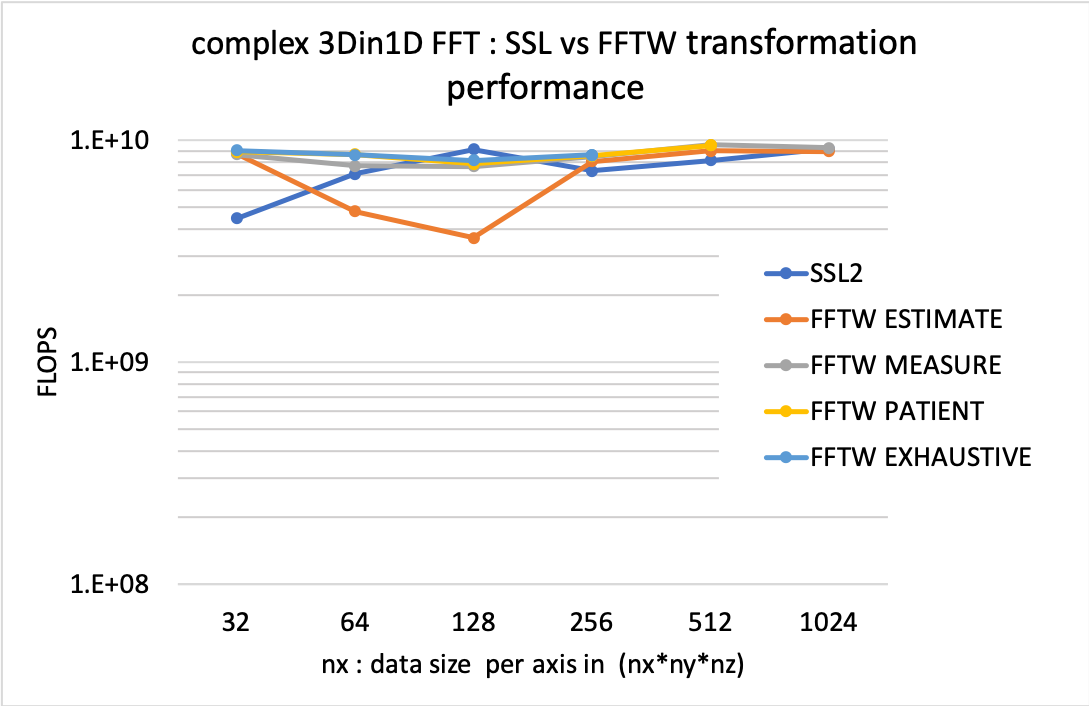 complex 3Din1D FFT : SSL vs FFTW transformation
performance
1.E+10
1.E+09
1.E+08
FLOPS
SSL2
FFTW ESTIMATE
FFTW MEASURE
FFTW PATIENT
FFTW EXHAUSTIVE
32 64 128 256 512 1024
nx : data size per axis in (nx*ny*nz)